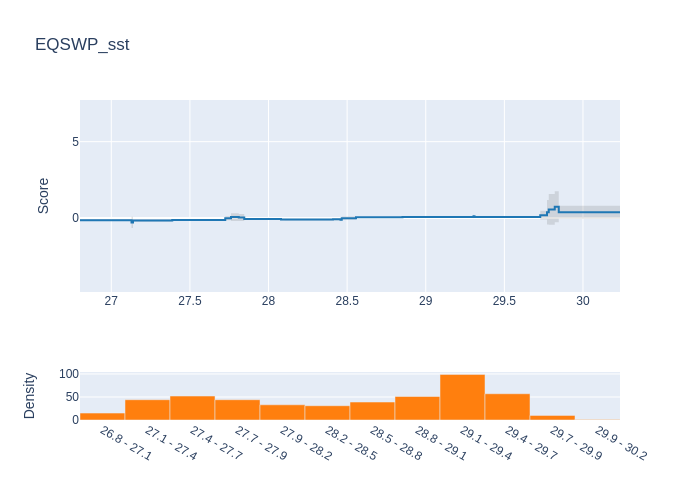 EQSWP_sst
Score
5
0
27
27.5
28
28.5
29
29.5
30
Density
100
50
0
26.8 - 27.1
27.1 - 27.4
27.4 - 27.7
27.7 - 27.9
27.9 - 28.2
28.2 - 28.5
28.5 - 28.8
28.8 - 29.1
29.1 - 29.4
29.4 - 29.7
29.7 - 29.9
29.9 - 30.2